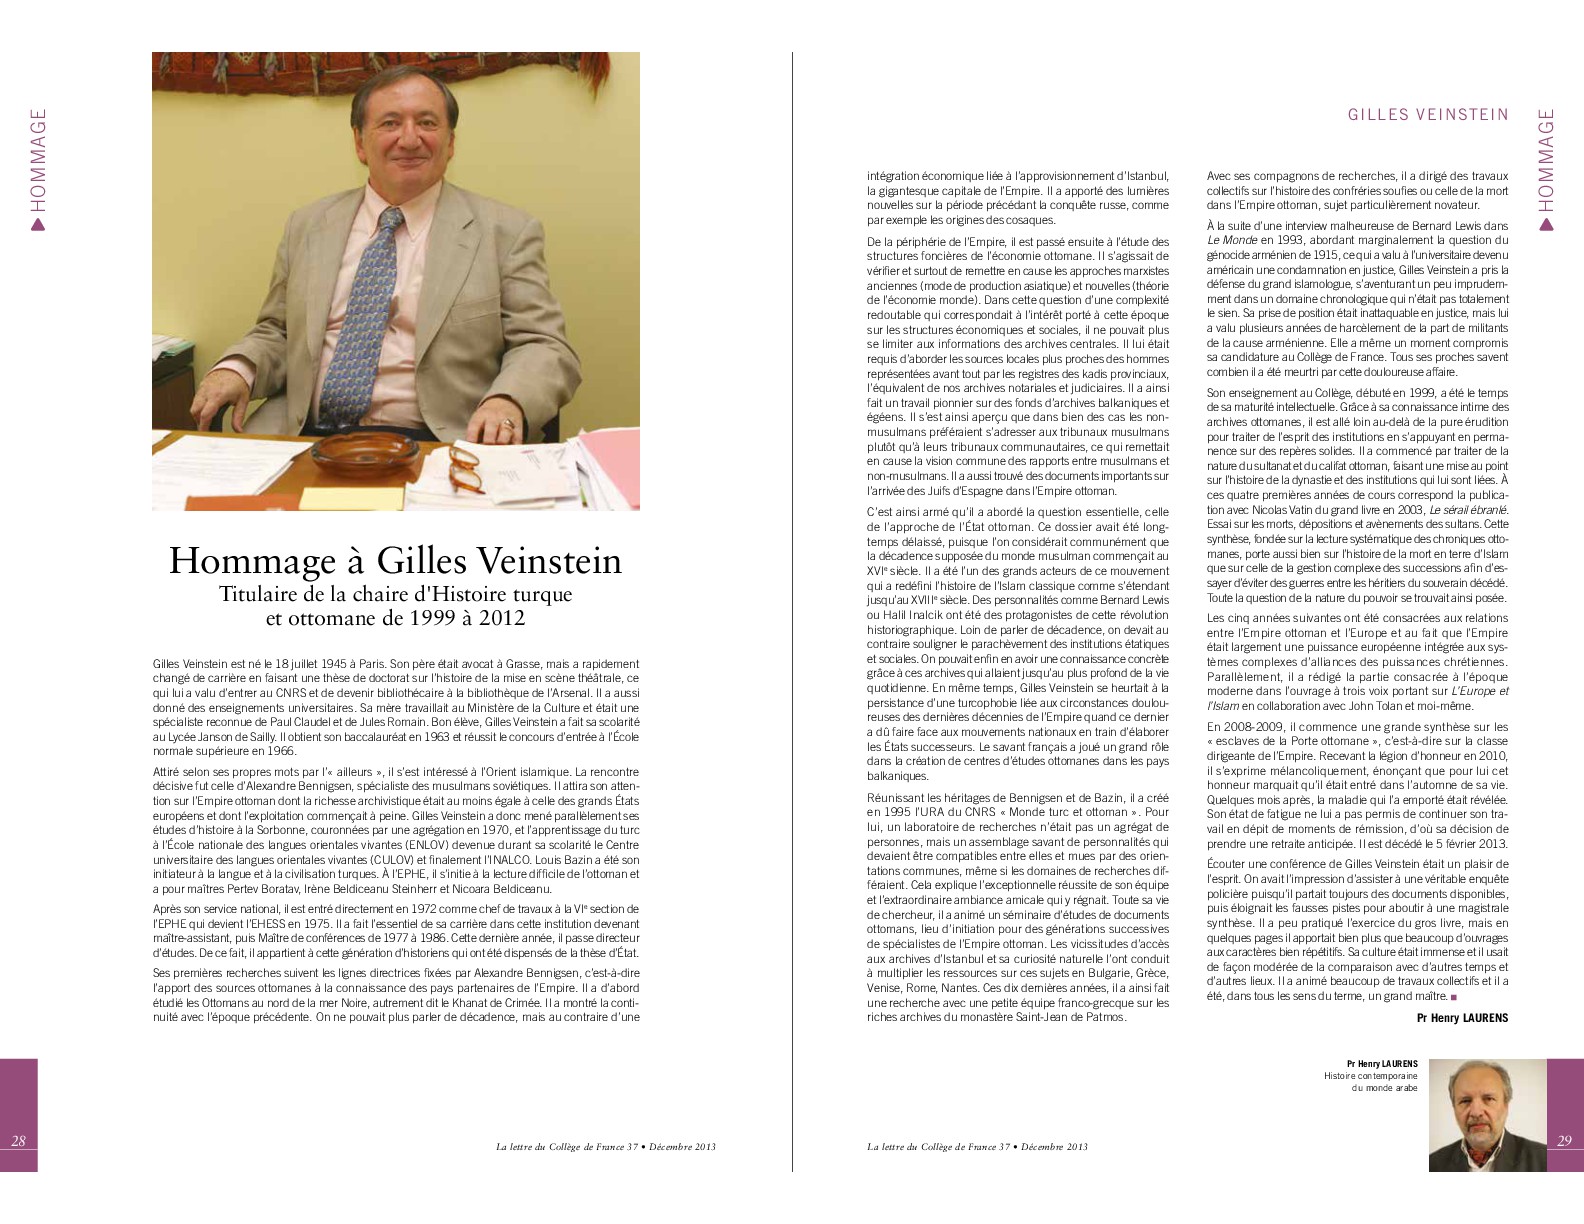 HOMMAGE
Hommage à Gilles Veinstein
Titulaire de la chaire d'Histoire turque
et ottomane de 1999 à 2012
Gilles Veinstein est né le 18 juillet 1945 à Paris. Son père était avocat à Grasse, mais a rapidement
changé de carrière en faisant une thèse de doctorat sur l'histoire de la mise en scène théâtrale, ce
qui lui a valu d'entrer au CNRS et de devenir bibliothécaire à la bibliothèque de l'Arsenal. Il a aussi
donné des enseignements universitaires. Sa mère travaillait au Ministère de la Culture et était une
spécialiste reconnue de Paul Claudel et de Jules Romain. Bon élève, Gilles Veinstein a fait sa scolarité
au Lycée Janson de Sailly. Il obtient son baccalauréat en 1963 et réussit le concours d'entrée à l'École
normale supérieure en 1966.
Attiré selon ses propres mots par l'« ailleurs », il s'est intéressé à l'Orient islamique. La rencontre
décisive fut celle d'Alexandre Bennigsen, spécialiste des musulmans soviétiques. Il attira son atten-
tion sur l'Empire ottoman dont la richesse archivistique était au moins égale à celle des grands États
européens et dont l'exploitation commençait à peine. Gilles Veinstein a donc mené parallèlement ses
études d'histoire à la Sorbonne, couronnées par une agrégation en 1970, et l'apprentissage du turc
à l'École nationale des langues orientales vivantes (ENLOV) devenue durant sa scolarité le Centre
universitaire des langues orientales vivantes (CULOV) et finalement l'INALCO. Louis Bazin a été son
initiateur à la langue et à la civilisation turques. À l'EPHE, il s'initie à la lecture difficile de l'ottoman et
a pour maîtres Pertev Boratav, Irène Beldiceanu Steinherr et Nicoara Beldiceanu.
Après son service national, il est entré directement en 1972 comme chef de travaux à la VIe section de
l'EPHE qui devient l'EHESS en 1975. Il a fait l'essentiel de sa carrière dans cette institution devenant
maître-assistant, puis Maître de conférences de 1977 à 1986. Cette dernière année, il passe directeur
d'études. De ce fait, il appartient à cette génération d'historiens qui ont été dispensés de la thèse d'État.
Ses premières recherches suivent les lignes directrices fixées par Alexandre Bennigsen, c'est-à-dire
l'apport des sources ottomanes à la connaissance des pays partenaires de l'Empire. Il a d'abord
étudié les Ottomans au nord de la mer Noire, autrement dit le Khanat de Crimée. Il a montré la conti-
nuité avec l'époque précédente. On ne pouvait plus parler de décadence, mais au contraire d'une
28
La lettre du Collège de France 37 • Décembre 2013
GILLES VEINSTEIN
HOMMAGE
intégration économique liée à l'approvisionnement d'Istanbul,
la gigantesque capitale de l'Empire. Il a apporté des lumières
nouvelles sur la période précédant la conquête russe, comme
par exemple les origines des cosaques.
De la périphérie de l'Empire, il est passé ensuite à l'étude des
structures foncières de l'économie ottomane. Il s'agissait de
vérifier et surtout de remettre en cause les approches marxistes
anciennes (mode de production asiatique) et nouvelles (théorie
de l'économie monde). Dans cette question d'une complexité
redoutable qui correspondait à l'intérêt porté à cette époque
sur les structures économiques et sociales, il ne pouvait plus
se limiter aux informations des archives centrales. Il lui était
requis d'aborder les sources locales plus proches des hommes
représentées avant tout par les registres des kadis provinciaux,
l'équivalent de nos archives notariales et judiciaires. Il a ainsi
fait un travail pionnier sur des fonds d'archives balkaniques et
égéens. Il s'est ainsi aperçu que dans bien des cas les non-
musulmans préféraient s'adresser aux tribunaux musulmans
plutôt qu'à leurs tribunaux communautaires, ce qui remettait
en cause la vision commune des rapports entre musulmans et
non-musulmans. Il a aussi trouvé des documents importants sur
l'arrivée des Juifs d'Espagne dans l'Empire ottoman.
C'est ainsi armé qu'il a abordé la question essentielle, celle
de l'approche de l'État ottoman. Ce dossier avait été long-
temps délaissé, puisque l'on considérait communément que
la décadence supposée du monde musulman commençait au
XVIe siècle. Il a été l'un des grands acteurs de ce mouvement
qui a redéfini l'histoire de l'Islam classique comme s'étendant
jusqu'au XVIIIe siècle. Des personnalités comme Bernard Lewis
ou Halil Inalcik ont été des protagonistes de cette révolution
historiographique. Loin de parler de décadence, on devait au
contraire souligner le parachèvement des institutions étatiques
et sociales. On pouvait enfin en avoir une connaissance concrète
grâce à ces archives qui allaient jusqu'au plus profond de la vie
quotidienne. En même temps, Gilles Veinstein se heurtait à la
persistance d'une turcophobie liée aux circonstances doulou-
reuses des dernières décennies de l'Empire quand ce dernier
a dû faire face aux mouvements nationaux en train d'élaborer
les États successeurs. Le savant français a joué un grand rôle
dans la création de centres d'études ottomanes dans les pays
balkaniques.
Réunissant les héritages de Bennigsen et de Bazin, il a créé
en 1995 l'URA du CNRS « Monde turc et ottoman ». Pour
lui, un laboratoire de recherches n'était pas un agrégat de
personnes, mais un assemblage savant de personnalités qui
devaient être compatibles entre elles et mues par des orien-
tations communes, même si les domaines de recherches dif-
féraient. Cela explique l'exceptionnelle réussite de son équipe
et l'extraordinaire ambiance amicale qui y régnait. Toute sa vie
de chercheur, il a animé un séminaire d'études de documents
ottomans, lieu d'initiation pour des générations successives
de spécialistes de l'Empire ottoman. Les vicissitudes d'accès
aux archives d'Istanbul et sa curiosité naturelle l'ont conduit
à multiplier les ressources sur ces sujets en Bulgarie, Grèce,
Venise, Rome, Nantes. Ces dix dernières années, il a ainsi fait
une recherche avec une petite équipe franco-grecque sur les
riches archives du monastère Saint-Jean de Patmos.
Avec ses compagnons de recherches, il a dirigé des travaux
collectifs sur l'histoire des confréries soufies ou celle de la mort
dans l'Empire ottoman, sujet particulièrement novateur.
À la suite d'une interview malheureuse de Bernard Lewis dans
Le Monde en 1993, abordant marginalement la question du
génocide arménien de 1915, ce qui a valu à l'universitaire devenu
américain une condamnation en justice, Gilles Veinstein a pris la
défense du grand islamologue, s'aventurant un peu imprudem-
ment dans un domaine chronologique qui n'était pas totalement
le sien. Sa prise de position était inattaquable en justice, mais lui
a valu plusieurs années de harcèlement de la part de militants
de la cause arménienne. Elle a même un moment compromis
sa candidature au Collège de France. Tous ses proches savent
combien il a été meurtri par cette douloureuse affaire.
Son enseignement au Collège, débuté en 1999, a été le temps
de sa maturité intellectuelle. Grâce à sa connaissance intime des
archives ottomanes, il est allé loin au-delà de la pure érudition
pour traiter de l'esprit des institutions en s'appuyant en perma-
nence sur des repères solides. Il a commencé par traiter de la
nature du sultanat et du califat ottoman, faisant une mise au point
sur l'histoire de la dynastie et des institutions qui lui sont liées. À
ces quatre premières années de cours correspond la publica-
tion avec Nicolas Vatin du grand livre en 2003, Le sérail ébranlé.
Essai sur les morts, dépositions et avènements des sultans. Cette
synthèse, fondée sur la lecture systématique des chroniques otto-
manes, porte aussi bien sur l'histoire de la mort en terre d'Islam
que sur celle de la gestion complexe des successions afin d'es-
sayer d'éviter des guerres entre les héritiers du souverain décédé.
Toute la question de la nature du pouvoir se trouvait ainsi posée.
Les cinq années suivantes ont été consacrées aux relations
entre l'Empire ottoman et l'Europe et au fait que l'Empire
était largement une puissance européenne intégrée aux sys-
tèmes complexes d'alliances des puissances chrétiennes.
Parallèlement, il a rédigé la partie consacrée à l'époque
moderne dans l'ouvrage à trois voix portant sur L'Europe et
l'Islam en collaboration avec John Tolan et moi-même.
En 2008-2009, il commence une grande synthèse sur les
« esclaves de la Porte ottomane », c'est-à-dire sur la classe
dirigeante de l'Empire. Recevant la légion d'honneur en 2010,
il s'exprime mélancoliquement, énonçant que pour lui cet
honneur marquait qu'il était entré dans l'automne de sa vie.
Quelques mois après, la maladie qui l'a emporté était révélée.
Son état de fatigue ne lui a pas permis de continuer son tra-
vail en dépit de moments de rémission, d'où sa décision de
prendre une retraite anticipée. Il est décédé le 5 février 2013.
Écouter une conférence de Gilles Veinstein était un plaisir de
l'esprit. On avait l'impression d'assister à une véritable enquête
policière puisqu'il partait toujours des documents disponibles,
puis éloignait les fausses pistes pour aboutir à une magistrale
synthèse. Il a peu pratiqué l'exercice du gros livre, mais en
quelques pages il apportait bien plus que beaucoup d'ouvrages
aux caractères bien répétitifs. Sa culture était immense et il usait
de façon modérée de la comparaison avec d'autres temps et
d'autres lieux. Il a animé beaucoup de travaux collectifs et il a
été, dans tous les sens du terme, un grand maître.
Pr Henry LAURENS
Pr Henry LAURENS
Histoire contemporaine
du monde arabe
La lettre du Collège de France 37 • Décembre 2013
29